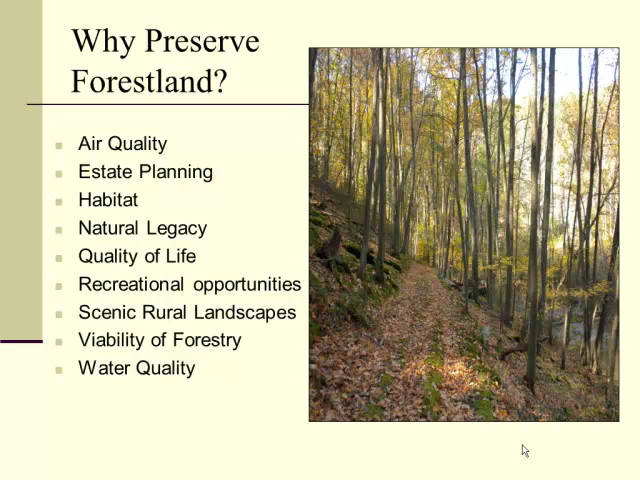 Why Preserve
Forestland?
Air Quality
Estate Planning
Habitat
Natural Legacy
Quality of Life
Recreational opportunities
Scenic Rural Landscapes
Viability of Forestry
Water Quality